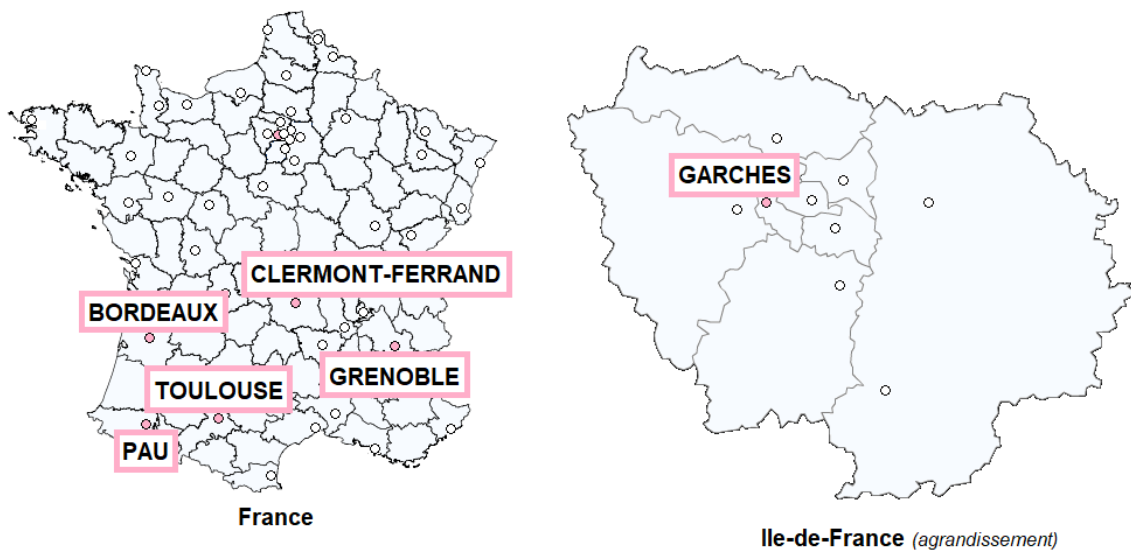 CLERMONT-FERRAND
BORDEAUX
GRENOBLE
TOULOUSE
PAU
France
GARCHES
Ile-de-France (agrandissement)